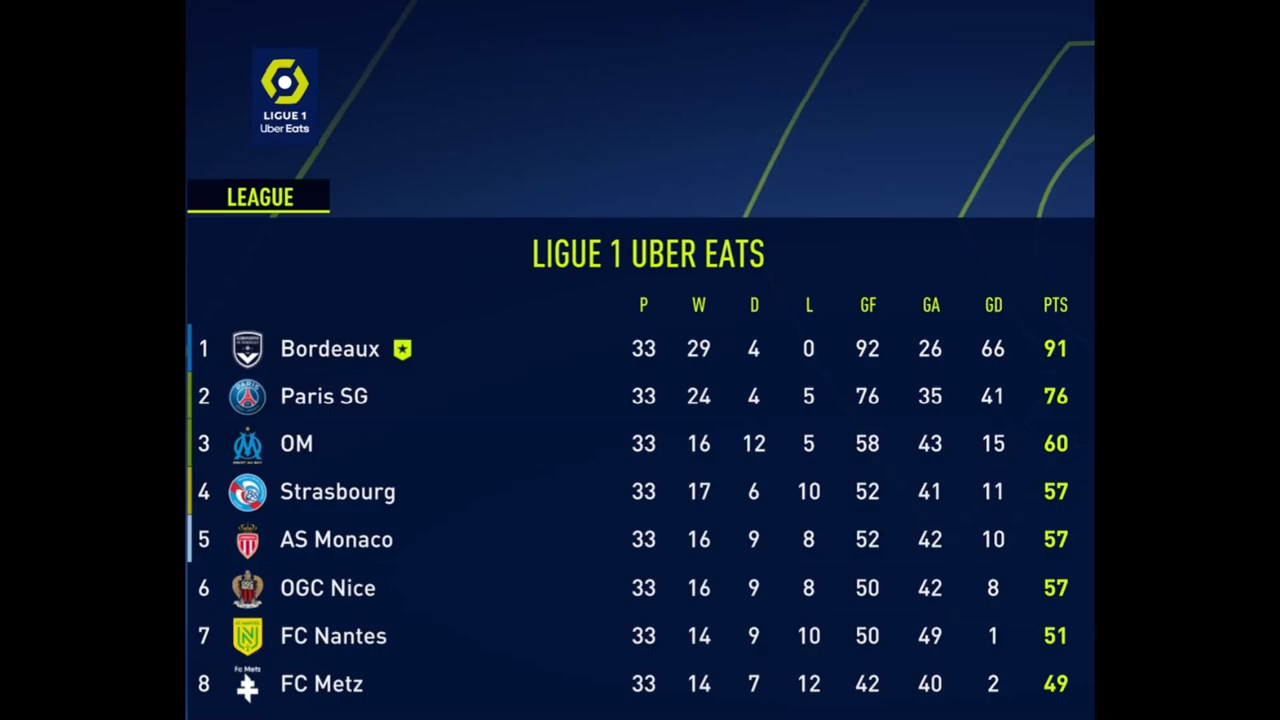 LIGUE 1
Uber Eats
LEAGUE
LIGUE 1 UBER EATS
P W D L GF GA GD PTS
1 Bordeaux 33 29 4 0 92 26 66 91
2 Paris SG 33 24 4 5 76 35 41 76
3 OM 33 16 12 5 58 43 15 60
4 Strasbourg 33 17 6 10 52 41 11 57
5 AS Monaco 33 16 9 8 52 42 10 57
6 OGC Nice 33 16 9 8 50 42 8 57
7 FC Nantes 33 14 9 10 50 49 1 51
Fc Metz
8 FC Metz 33 14 7 12 42 40 2 49